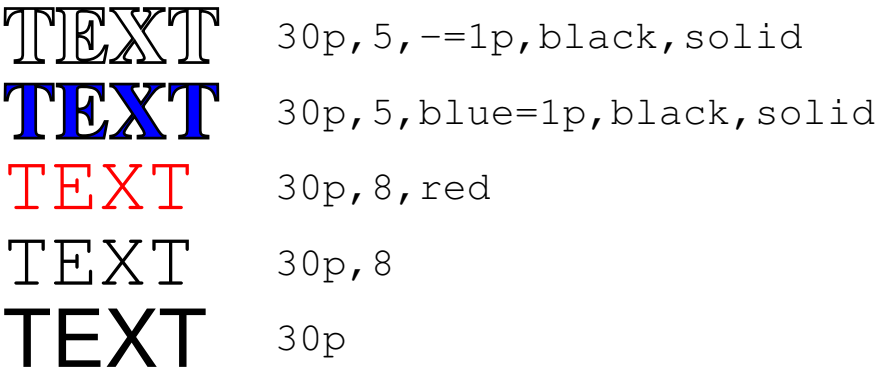 TEXT 30p,5,-=1p,black,solid
TEXT 30p,5,blue=1p,black,solid
TEXT 30p,8,red
TEXT 30p,8
TEXT 30p